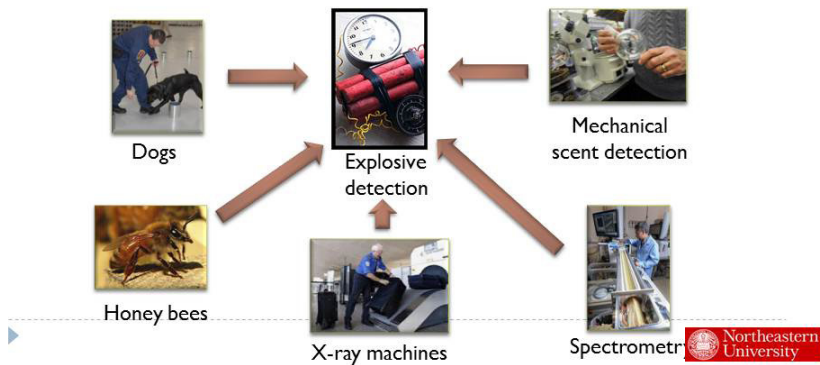 Dogs
Explosive
detection
Mechanical
scent detection
Honey bees
X-ray machines
Spectrometry
Northeastern
University